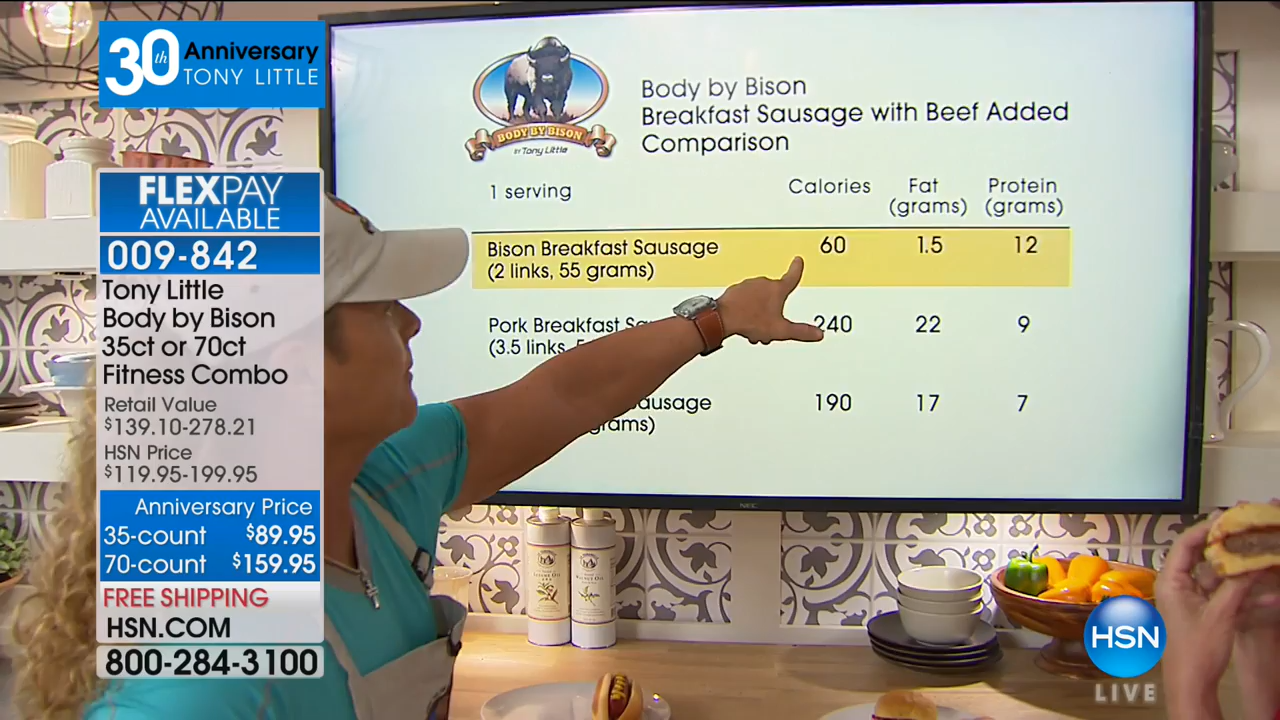 30th Anniversary
TONY LITTLE
FLEXPAY
AVAILABLE
009-842
Tony Little
Body by Bison
35ct or 70ct
Fitness Combo
Retail Value
$139.10-278.21
HSN Price
$119.95-199.95
Anniversary Price
35-count $89.95
70-count $159.95
FREE SHIPPING
HSN.COM
800-284-3100
BODY BY BISON
BY Tony Little
Body by Bison
Breakfast Sausage with Beef Added
Comparison
1 serving
Calories Fat Protein
(grams) (grams)
Bison Breakfast Sausage 60 1.5 12
(2 links, 55 grams)
Pork Breakfast 240 22 9
(3.5 links,
190 17 7
grams)
NEC
HSN
LIVE